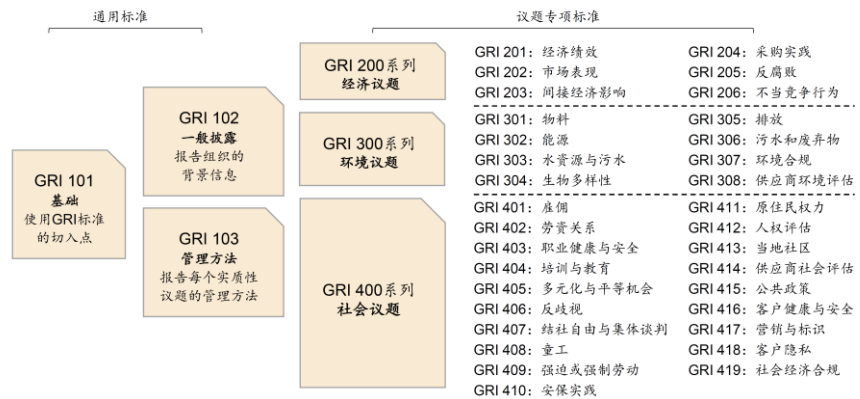 通用标准
议题专项标准
GRI 101
基础
使用GRI标准
的切入点
GRI 102
一般披露
报告组织的
背景信息
GRI 103
管理方法
报告每个实质性
议题的管理方法
GRI 200系列
经济议题
GRI 300系列
环境议题
GRI 400系列
社会议题
GRI 201：经济绩效
GRI 202：市场表现
GRI 203：间接经济影响
GRI 204：采购实践
GRI 205：反腐败
GRI 206：不当竞争行为
GRI 301：物料
GRI 302：能源
GRI 303：水资源与污水
GRI 304：生物多样性
GRI 305：排放
GRI 306：污水和废弃物
GRI 307：环境合规
GRI 308：供应商环境评估
GRI 401：雇佣
GRI 402：劳资关系
GRI 403：职业健康与安全
GRI 404：培训与教育
GRI 405：多元化与平等机会
GRI 406：反歧视
GRI 407：结社自由与集体谈判
GRI 408：童工
GRI 409：强迫或强制劳动
GRI 410：安保实践
GRI 411：原住民权力
GRI 412：人权评估
GRI 413：当地社区
GRI 414：供应商社会评估
GRI 415：公共政策
GRI 416：客户健康与安全
GRI 417：营销与标识
GRI 418：客户隐私
GRI 419：社会经济合规